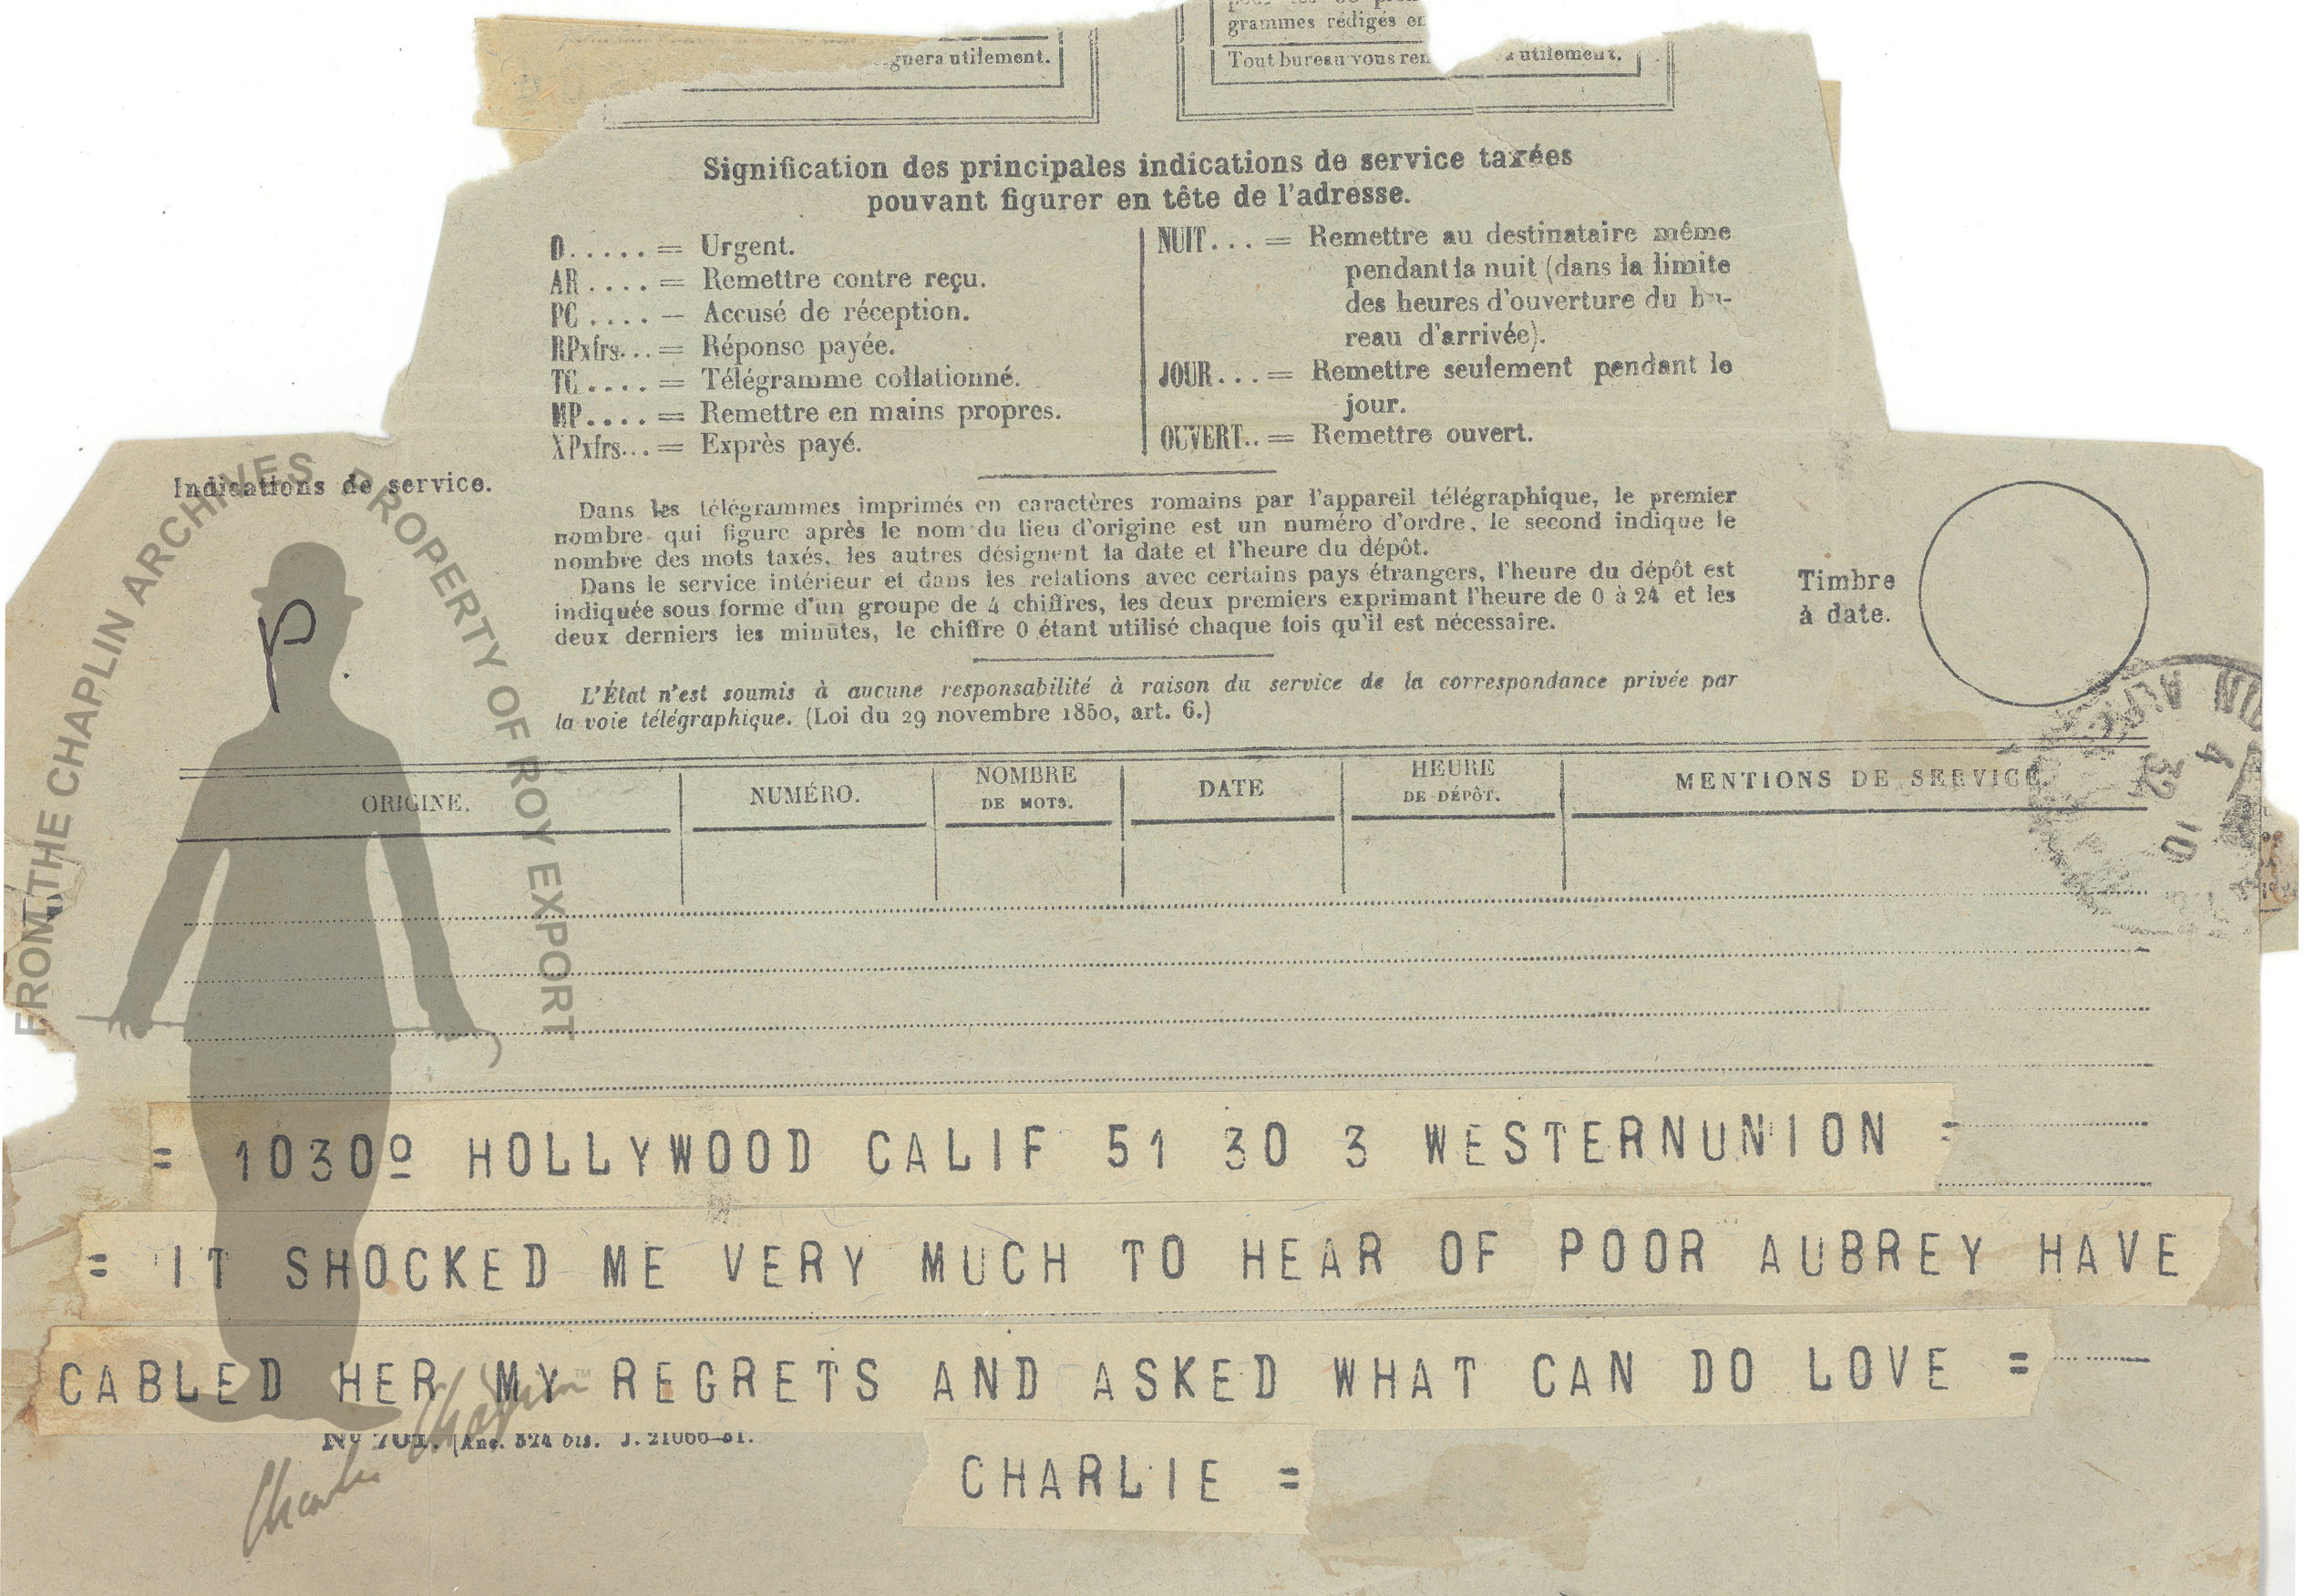 grammes rédigés
gnera utilement.
Tout bureau vous ren utilement.
Signification des principales indications de service taxées
pouvant figurer en tête de l'adresse.
D..... = Urgent.
AR.... = Remettre contre reçu.
PC.... — Accusé de réception.
RPxfrs... = Réponse payée.
TC.... = Télégramme collationné.
MP.... = Remettre en mains propres.
XPxfrs... = Exprès payé.
NUIT... = Remettre au destinataire même
pendant la nuit (dans la limite
des heures d'ouverture du bu-
reau d'arrivée).
JOUR... = Remettre seulement pendant le
jour.
OUVERT.. = Remettre ouvert.
Indications de service.
Dans les télégrammes imprimés en caractères romains par l'appareil télégraphique, le premier
nombre qui figure après le nom du lieu d'origine est un numéro d'ordre, le second indique le
nombre des mots taxés, les autres désignent la date et l'heure du dépôt.
Dans le service intérieur et dans les relations avec certains pays étrangers, l'heure du dépôt est
indiquée sous forme d'un groupe de 4 chiffres, les deux premiers exprimant l'heure de 0 à 24 et les
deux derniers les minutes, le chiffre 0 étant utilisé chaque fois qu'il est nécessaire.
Timbre
à date.
L'État n'est soumis à aucune responsabilité à raison du service de la correspondance privée par
la voie télégraphique. (Loi du 29 novembre 1850, art. 6.)
ORIGINE. NUMÉRO. NOMBRE DE MOTS. DATE HEURE DE DÉPÔT. MENTIONS DE SERVICE
FROM THE CHAPLIN ARCHIVES PROPERTY OF ROY EXPORT
P
= 1030º HOLLYWOOD CALIF 51 30 3 WESTERNUNION =
= IT SHOCKED ME VERY MUCH TO HEAR OF POOR AUBREY HAVE
CABLED HER MY REGRETS AND ASKED WHAT CAN DO LOVE =
CHARLIE =
Nº 701. (Anc. 324 bis. J. 21066-31.
Charlie Chaplin™